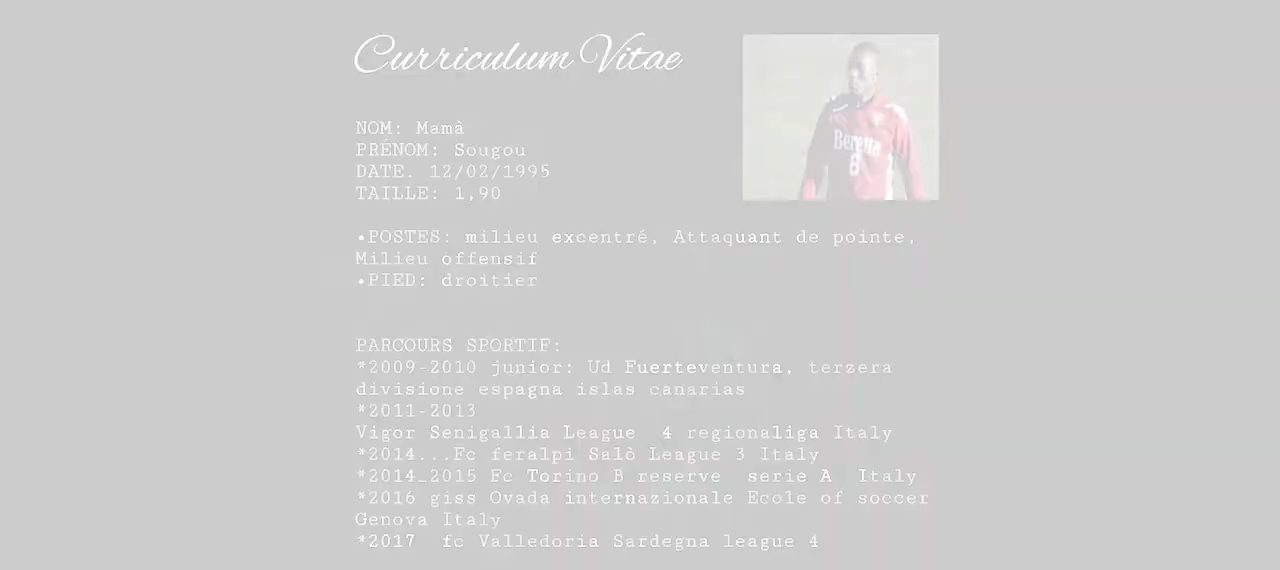 Curriculum Vitae
NOM: Mamà
PRÉNOM: Sougou
DATE. 12/02/1995
TAILLE: 1,90
•POSTES: milieu excentré, Attaquant de pointe,
Milieu offensif
•PIED: droitier
PARCOURS SPORTIF:
*2009-2010 junior: Ud Fuerteventura, terzera
divisione espagna islas canarias
*2011-2013
Vigor Senigallia League 4 regionaliga Italy
*2014...Fc feralpi Salò League 3 Italy
*2014_2015 Fc Torino B reserve serie A Italy
*2016 giss Ovada internazionale Ecole of soccer
Genova Italy
*2017 fc Valledoria Sardegna league 4
Beretta
8